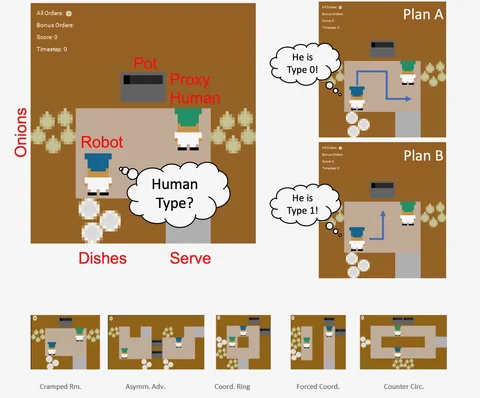 All Orders:
Bonus Orders:
Score: 0
Timestep: 0
Pot
Proxy
Human
Onions
Robot
Human
Type?
Dishes
Serve
All Orders:
Bonus Orders
Score: 0
Timestep: 0
Plan A
He is
Type 0!
All Orders:
Bonus Orders
Score: 0
Timestep: 0
Plan B
He is
Type 1!
Cramped Rm.
Asymm. Adv.
Coord. Ring
Forced Coord.
Counter Circ.